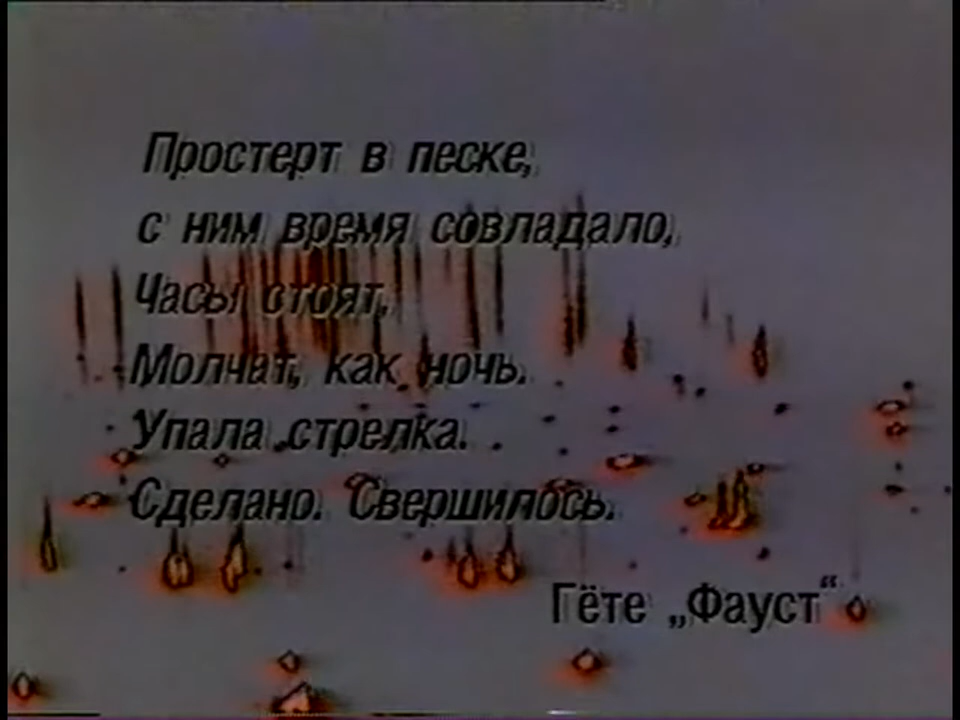 Простерт в песке,
с ним время совладало,
Часы стоят,
Молчат, как ночь.
Упала стрелка.
Сделано. Свершилось.
Гёте „Фауст“